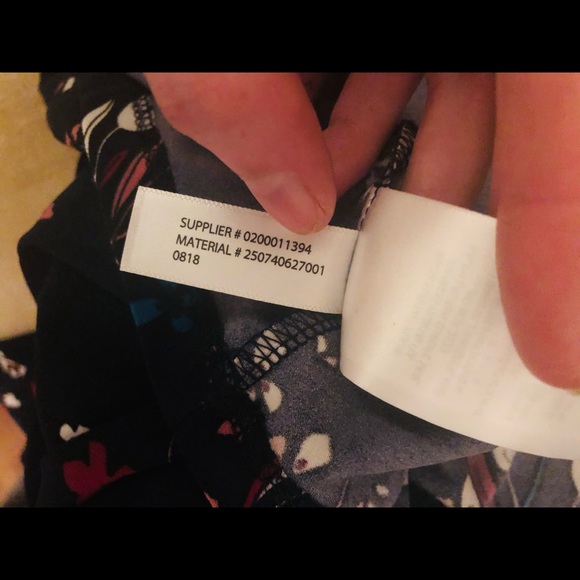 SUPPLIER # 0200011394
MATERIAL # 250740627001
0818